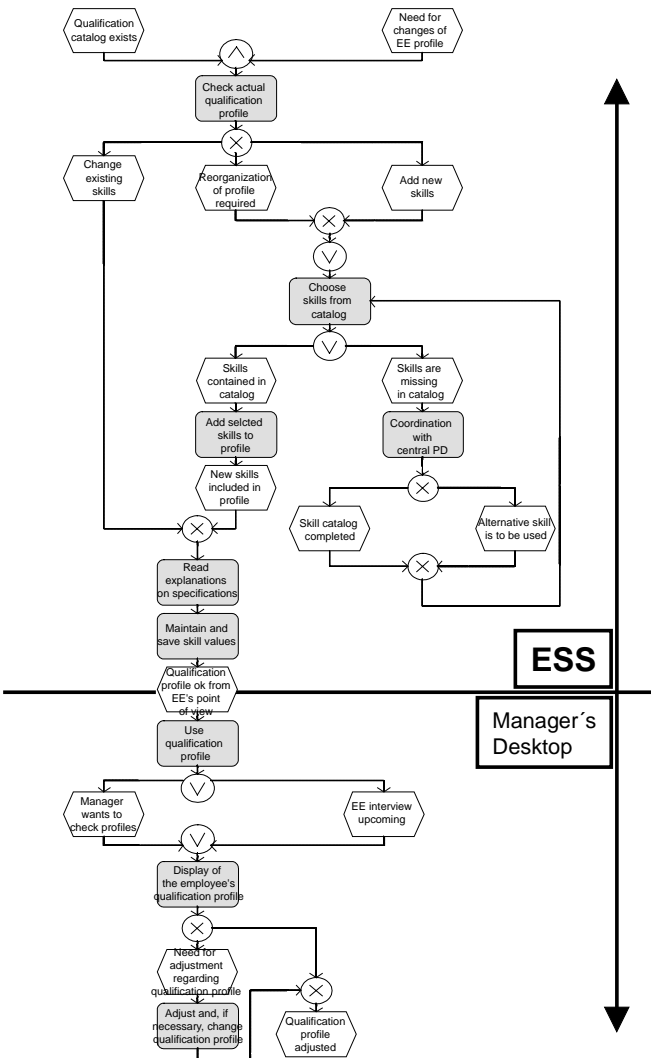 Qualification
catalog exists
Need for
changes of
EE profile
Check actual
qualification
profile
Change
existing
skills
Reorganization
of profile
required
Add new
skills
Choose
skills from
catalog
Skills
contained in
catalog
Skills are
missing
in catalog
Add selcted
skills to
profile
Coordination
with
central PD
New skills
included in
profile
Skill catalog
completed
Alternative skill
is to be used
Read
explanations
on specifications
Maintain and
save skill values
ESS
Qualification
profile ok from
EE's point
of view
Manager´s
Desktop
Use
qualification
profile
Manager
wants to
check profiles
EE interview
upcoming
Display of
the employee's
qualification profile
Need for
adjustment
regarding
qualification profile
Adjust and, if
necessary, change
qualification profile
Qualification
profile
adjusted